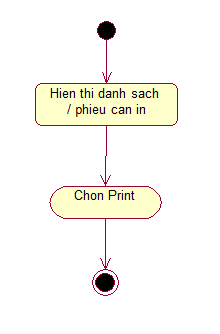 Hien thi danh sach
/ phieu can in
Chon Print